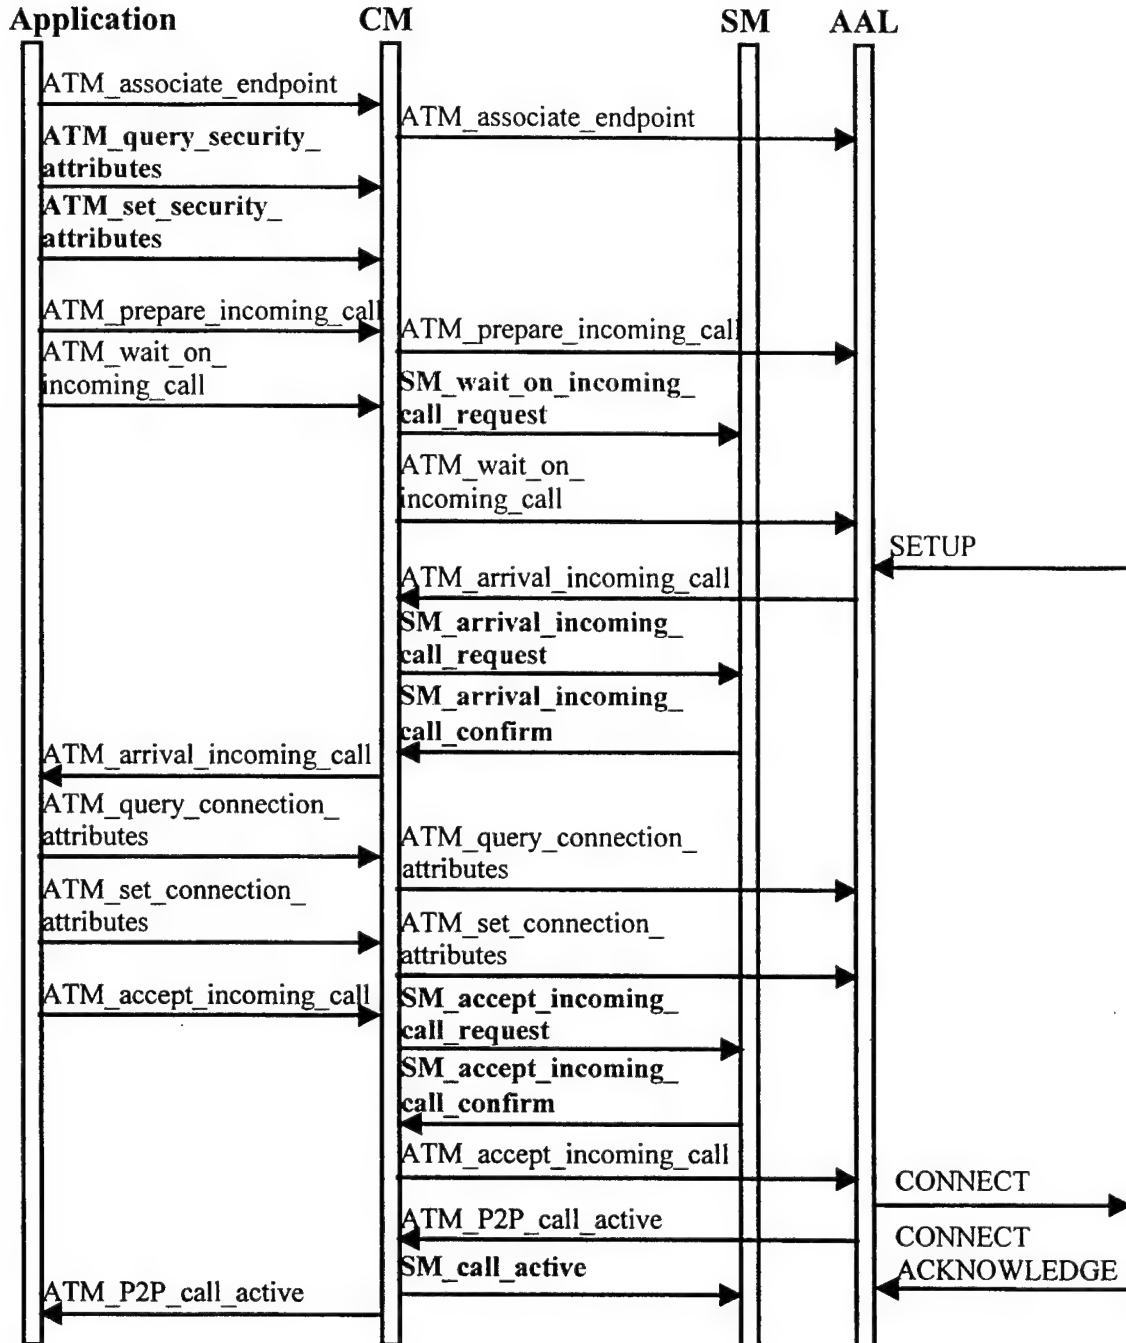 Application CM SM AAL
ATM_associate_endpoint
ATM_associate_endpoint
ATM_query_security_
attributes
ATM_set_security_
attributes
ATM_prepare_incoming_call
ATM_prepare_incoming_call
ATM_wait_on_
incoming_call
SM_wait_on_incoming_
call_request
ATM_wait_on_
incoming_call
SETUP
ATM_arrival_incoming_call
SM_arrival_incoming_
call_request
SM_arrival_incoming_
call_confirm
ATM_arrival_incoming_call
ATM_query_connection_
attributes
ATM_query_connection_
attributes
ATM_set_connection_
attributes
ATM_set_connection_
attributes
ATM_accept_incoming_call
SM_accept_incoming_
call_request
SM_accept_incoming_
call_confirm
ATM_accept_incoming_call
CONNECT
ATM_P2P_call_active
CONNECT
ACKNOWLEDGE
SM_call_active
ATM_P2P_call_active